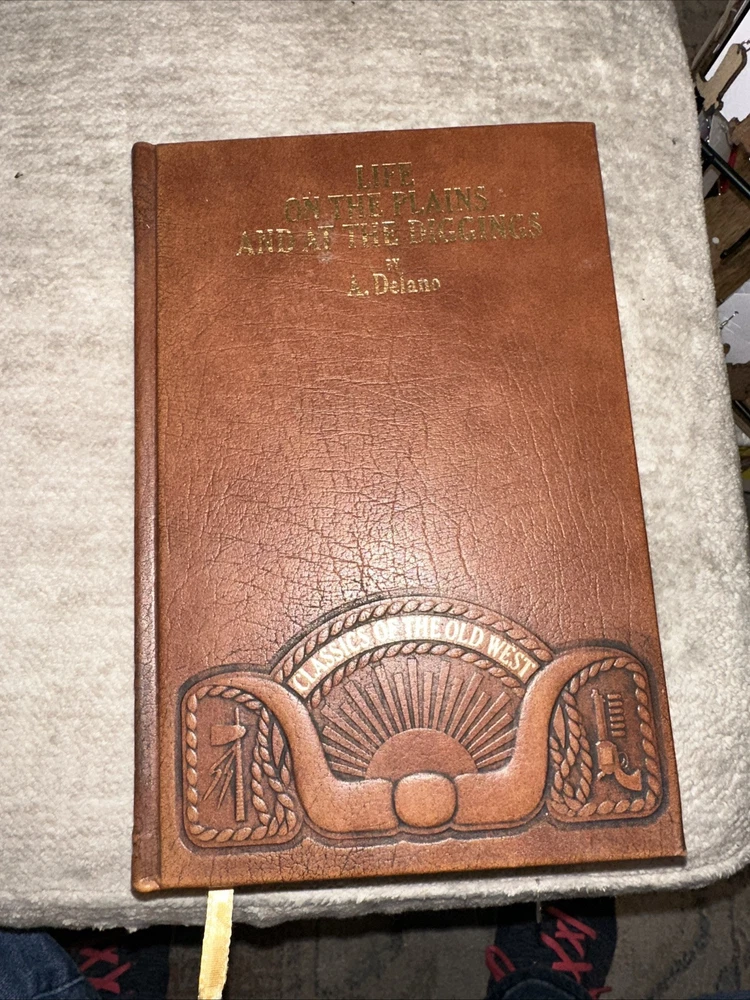 LIFE
ON THE PLAINS
AND AT THE DIGGINGS
BY
A. Delano
CLASSICS OF THE OLD WEST